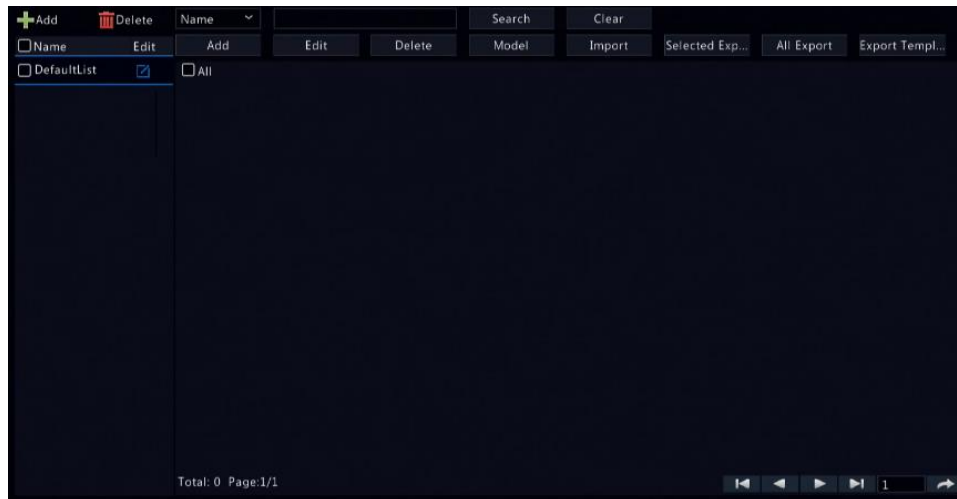 Add Delete Name Search Clear
Name Edit Add Edit Delete Model Import Selected Exp... All Export Export Templ...
DefaultList All
Total: 0 Page:1/1 1